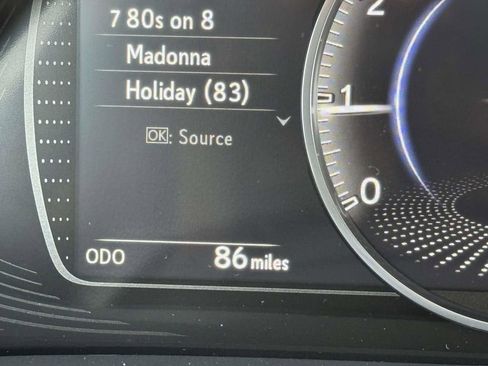 7 80s on 8
Madonna
Holiday (83)
OK: Source
ODO 86 miles
2
1
0